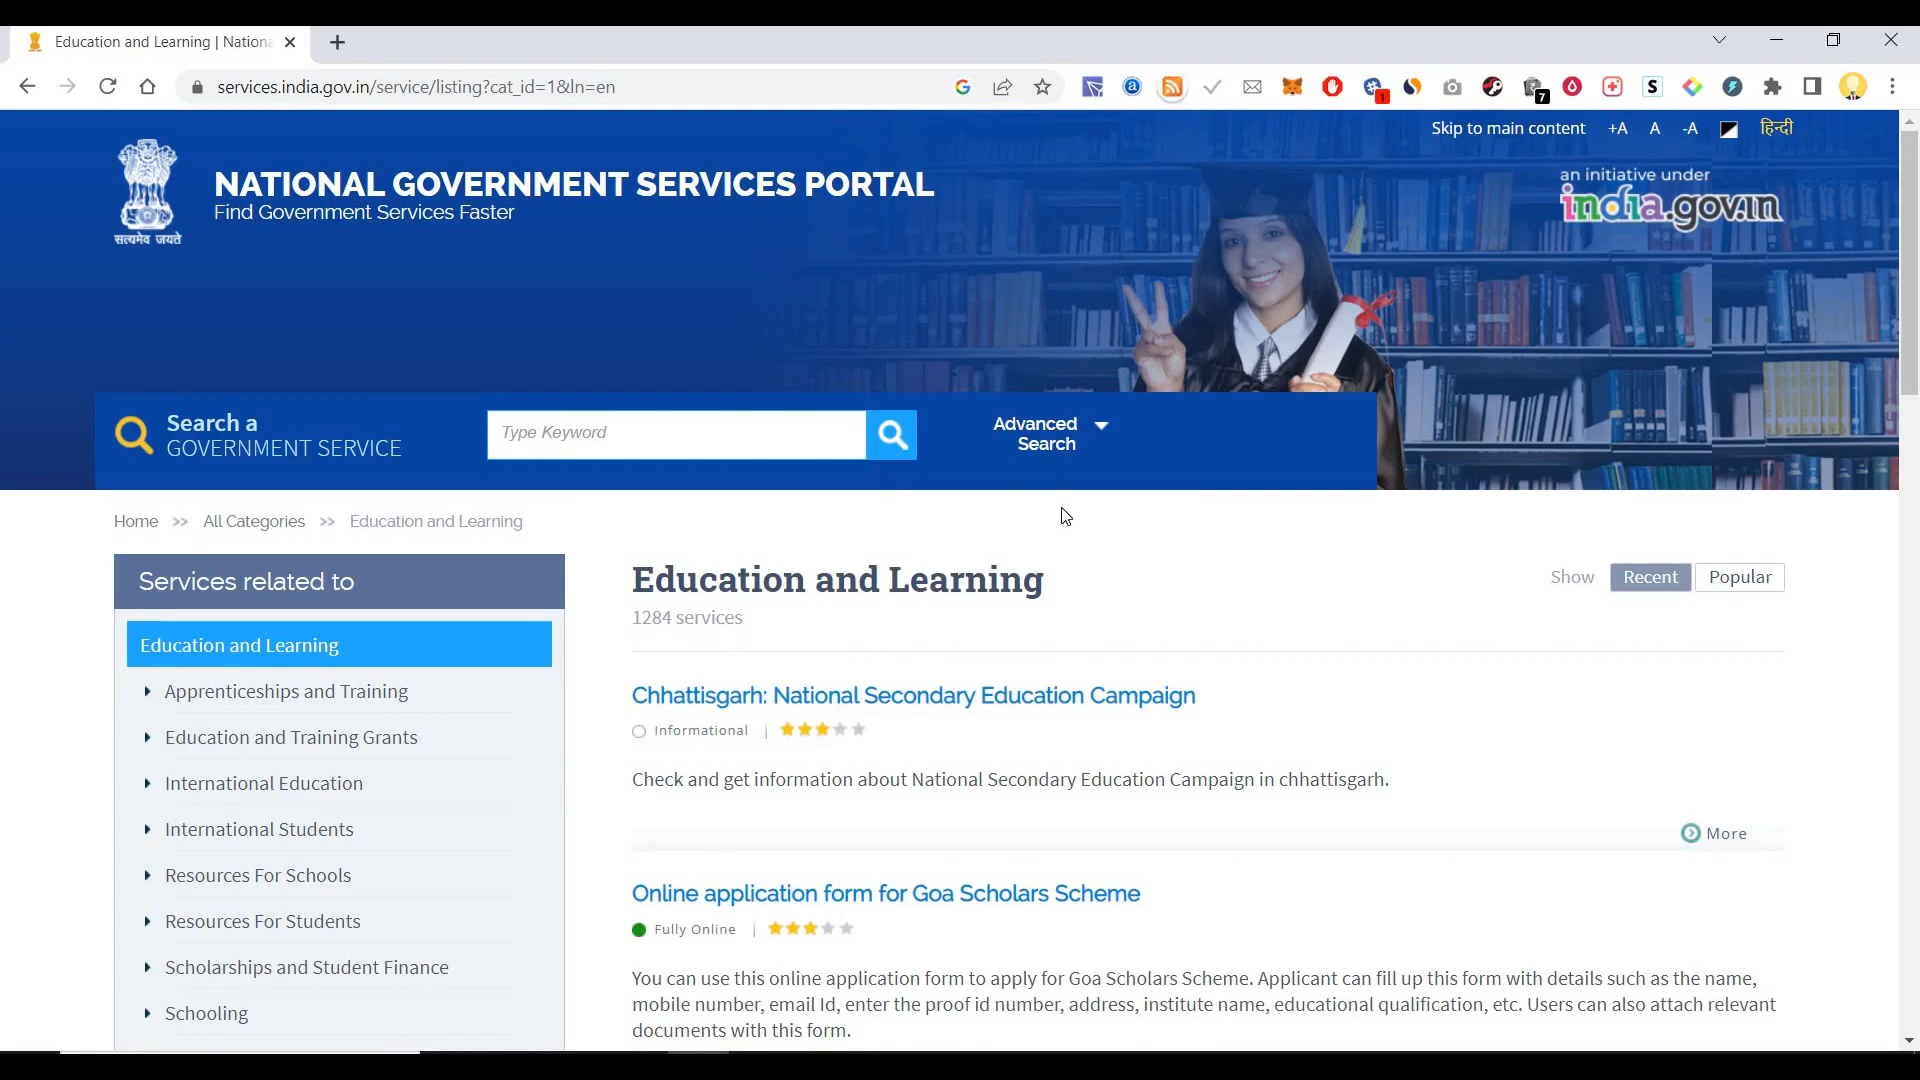 Education and Learning | Nationa
services.india.gov.in/service/listing?cat_id=1&ln=en
1
7
Skip to main content +A A -A हिन्दी
सत्यमेव जयते
NATIONAL GOVERNMENT SERVICES PORTAL
Find Government Services Faster
an initiative under
india.gov.in
Search a
GOVERNMENT SERVICE
Type Keyword
Advanced
Search
Home >> All Categories >> Education and Learning
Services related to
Education and Learning
Apprenticeships and Training
Education and Training Grants
International Education
International Students
Resources For Schools
Resources For Students
Scholarships and Student Finance
Schooling
Education and Learning
1284 services
Show Recent Popular
Chhattisgarh: National Secondary Education Campaign
Informational |
Check and get information about National Secondary Education Campaign in chhattisgarh.
More
Online application form for Goa Scholars Scheme
Fully Online |
You can use this online application form to apply for Goa Scholars Scheme. Applicant can fill up this form with details such as the name,
mobile number, email Id, enter the proof id number, address, institute name, educational qualification, etc. Users can also attach relevant
documents with this form.